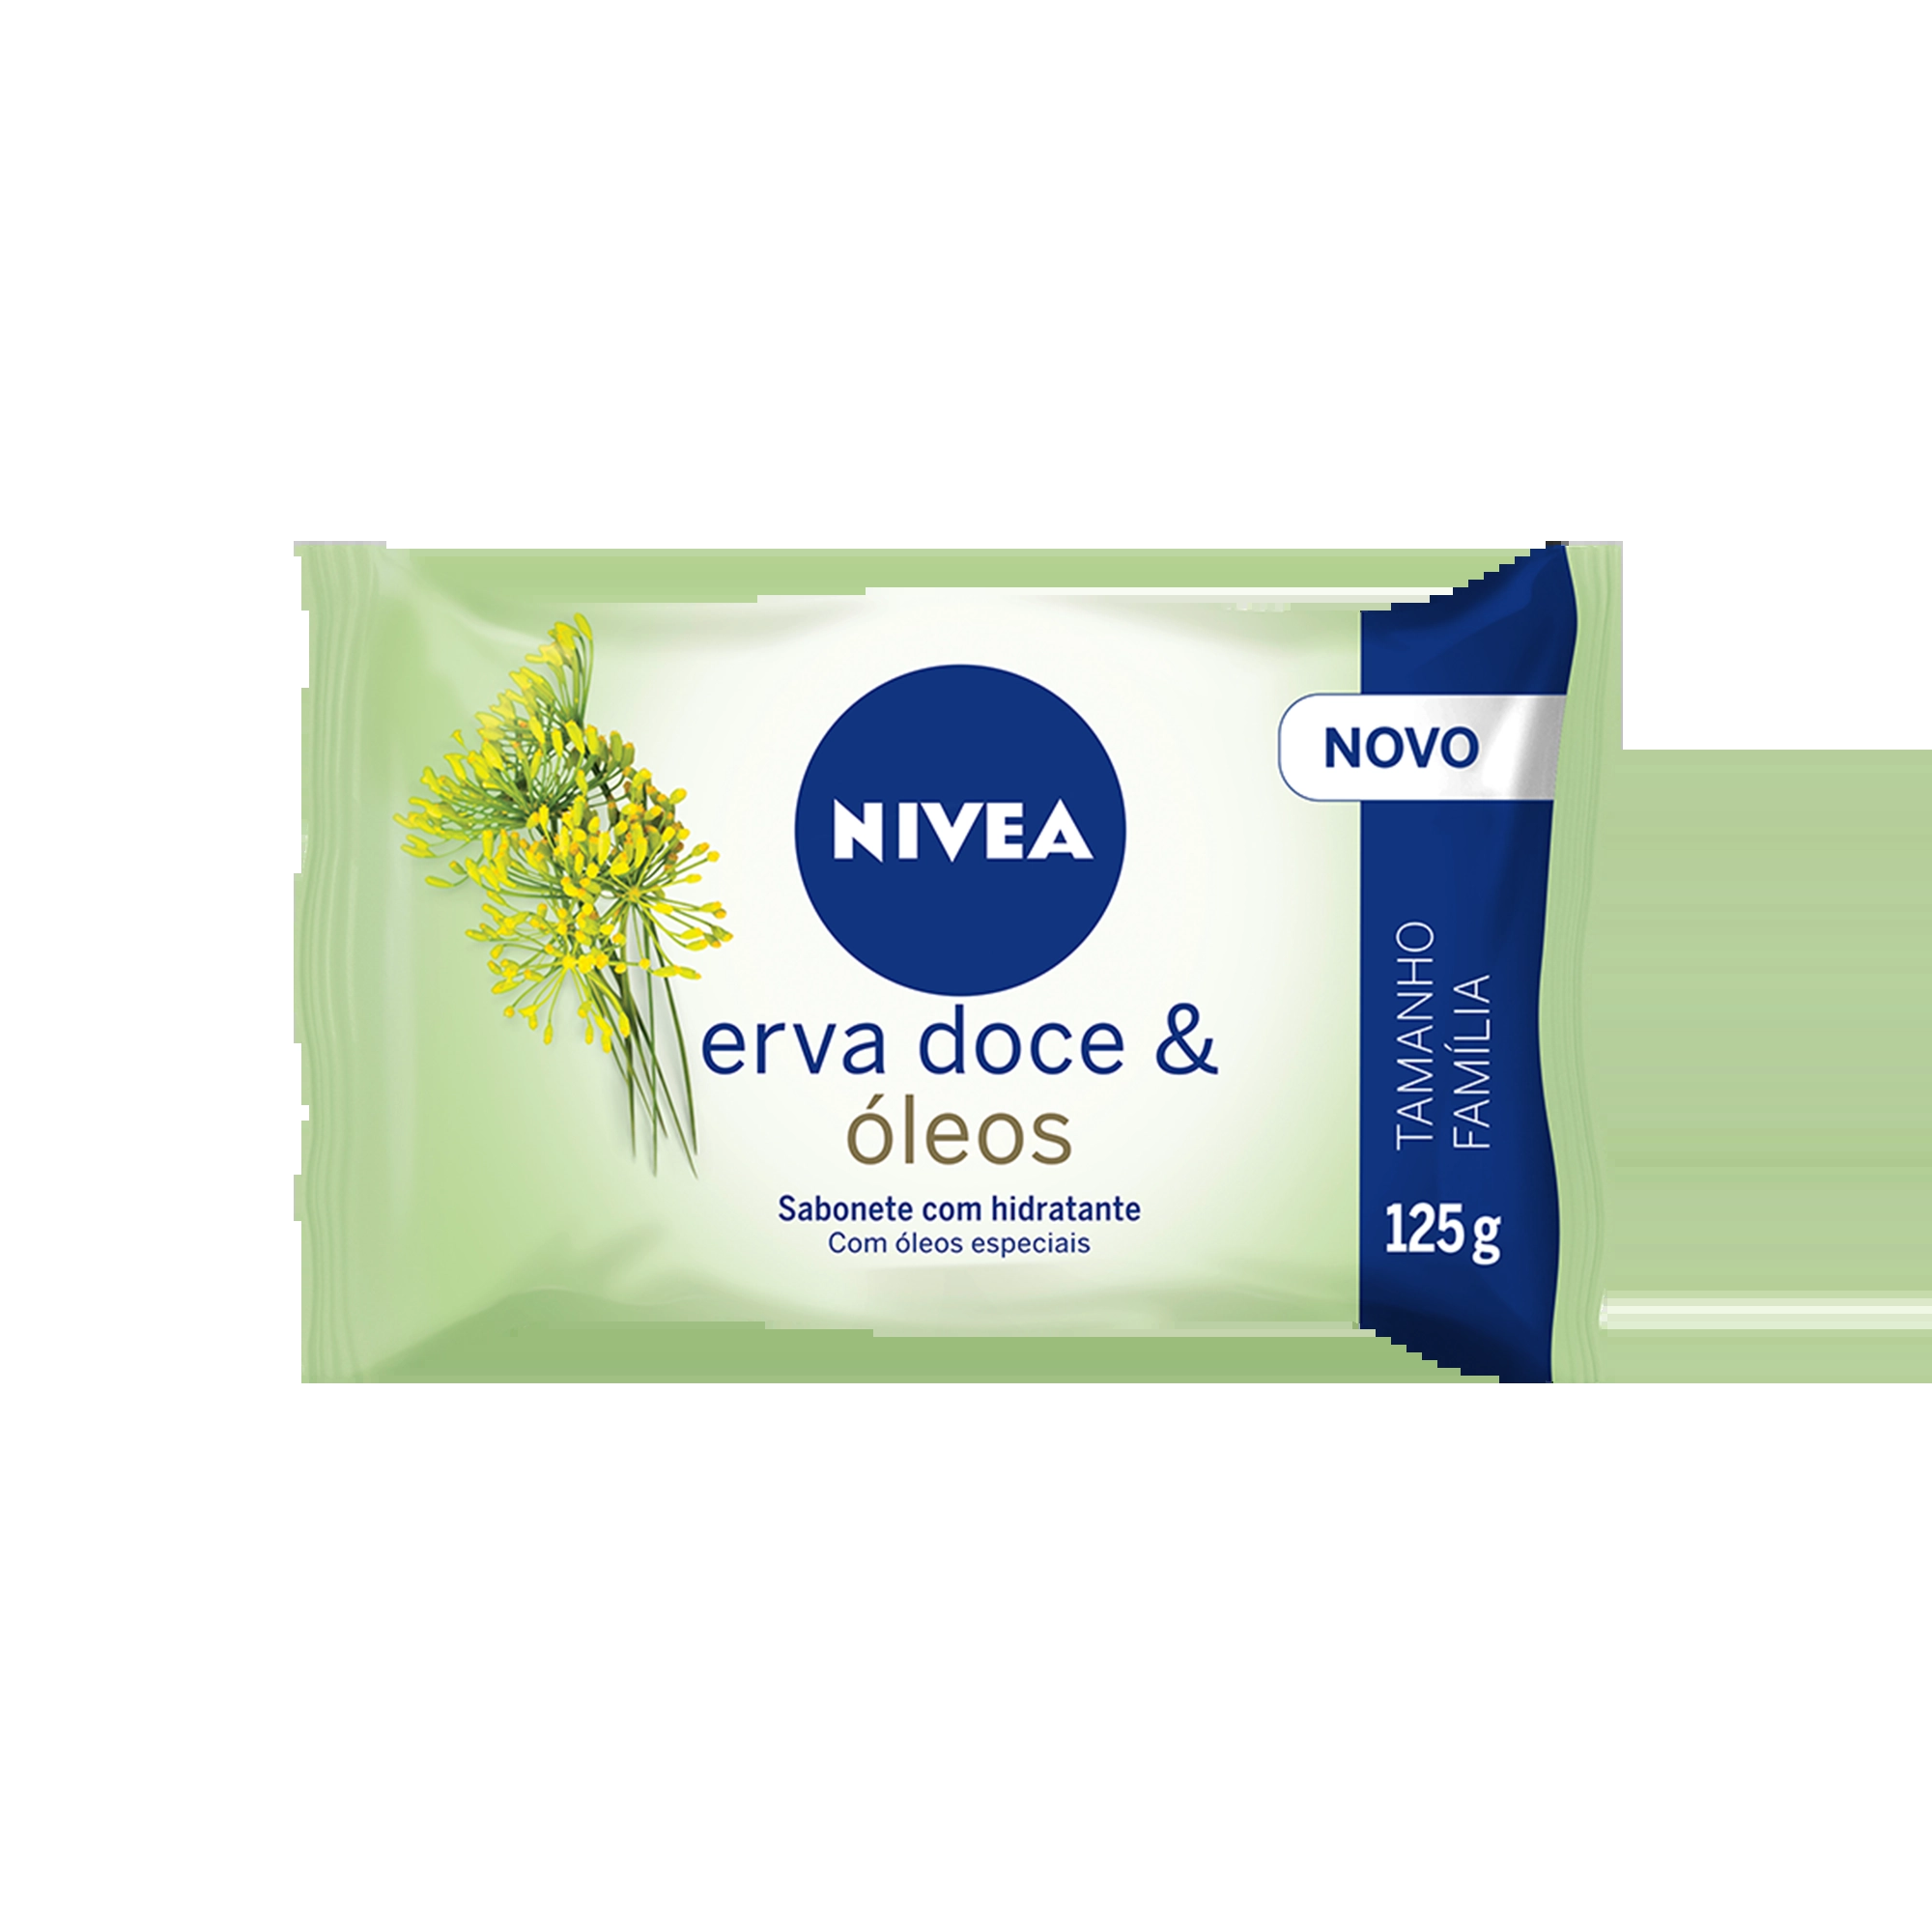 NIVEA
erva doce &
óleos
Sabonete com hidratante
Com óleos especiais
NOVO
TAMANHO
FAMÍLIA
125 g